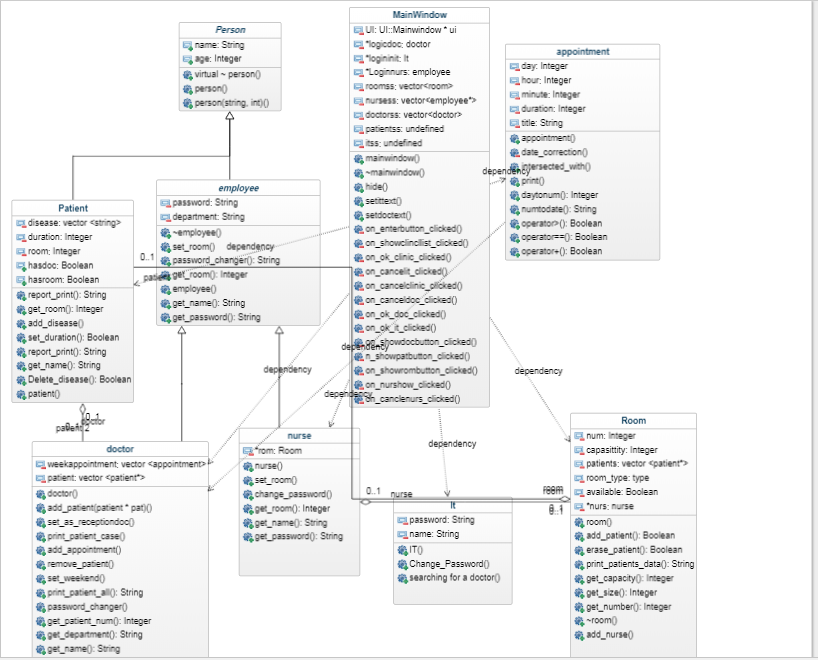 Person
name: String
age: Integer
virtual ~ person()
person()
person(string, int)()
MainWindow
UI: UI::Mainwindow * ui
*logicdoc: doctor
*logininit: It
*Loginnurs: employee
roomss: vector<room>
nursess: vector<employee*>
doctorss: vector<doctor>
patientss: undefined
itss: undefined
mainwindow()
~mainwindow()
hide()
setittext()
setdoctext()
on_enterbutton_clicked()
on_showclincllist_clicked()
on_ok_clinic_clicked()
on_cancelit_clicked()
on_cancelclinic_plicked()
on_canceldoc_clicked()
on_ok_doc_clicked()
on_ok_it_clicked()
on_showdocbutton_clicked()
n_showpatbutton_clicked()
on_showrombutton_clicked()
on_nurshow_clicked()
on_canclenurs_clicked()
appointment
day: Integer
hour: Integer
minute: Integer
duration: Integer
title: String
appointment()
date_correction()
intersected_with()
print()
daytonum(): Integer
numtodate(): String
operator>(): Boolean
operator==(): Boolean
operator+(): Boolean
dependency
Patient
disease: vector <string>
duration: Integer
room: Integer
hasdoc: Boolean
hasroom: Boolean
report_print(): String
get_room(): Integer
add_disease()
set_duration(): Boolean
report_print(): String
get_name(): String
Delete_disease(): Boolean
patient()
employee
password: String
department: String
~employee()
set_room()
password_changer(): String
get_room(): Integer
employee()
get_name(): String
get_password(): String
dependency
0..1
patient
dependency
dependency
dependency
dependency
dependency
doctor
weekappointment: vector <appointment>
patient: vector <patient*>
doctor()
add_patient(patient * pat)()
set_as_receptiondoc()
print_patient_case()
add_appointment()
remove_patient()
set_weekend()
print_patient_all(): String
password_changer()
get_patient_num(): Integer
get_department(): String
get_name(): String
doctor
nurse
*rom: Room
nurse()
set_room()
change_password()
get_room(): Integer
get_name(): String
get_password(): String
0..1
nurse
It
password: String
name: String
IT()
Change_Password()
searching for a doctor()
room
0..1
Room
num: Integer
capasittity: Integer
patients: vector <patient*>
room_type: type
available: Boolean
*nurs: nurse
room()
add_patient(): Boolean
erase_patient(): Boolean
print_patients_data(): String
get_capacity(): Integer
get_size(): Integer
get_number(): Integer
~room()
add_nurse()